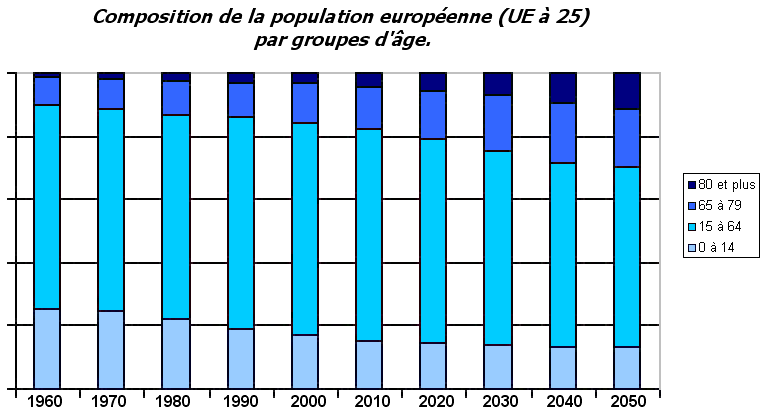 Composition de la population européenne (UE à 25)
par groupes d'âge.
80 et plus
65 à 79
15 à 64
0 à 14
1960 1970 1980 1990 2000 2010 2020 2030 2040 2050